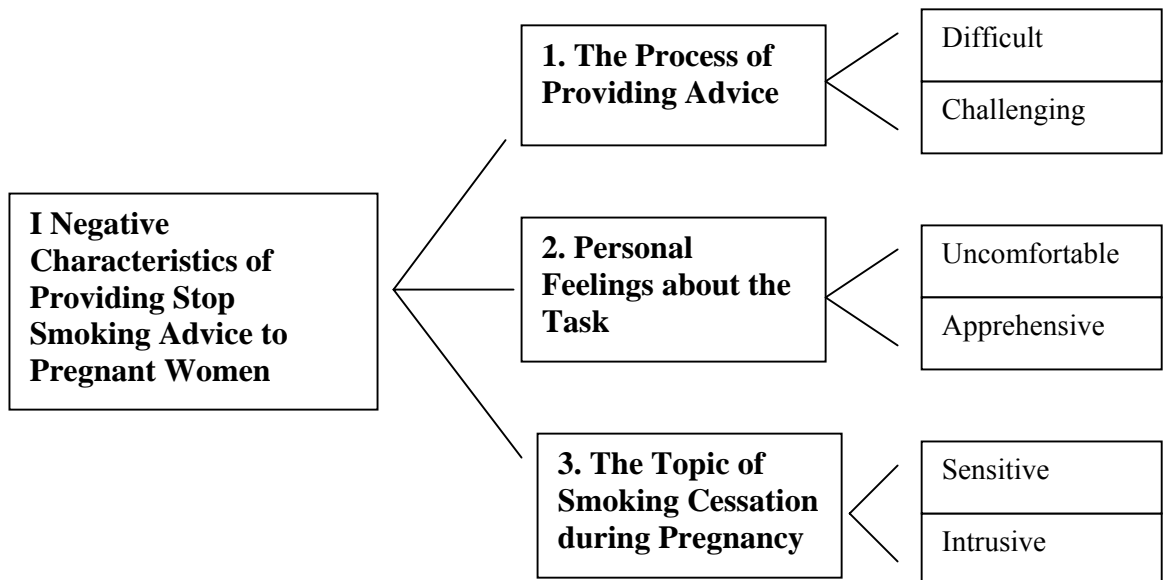 I Negative
Characteristics of
Providing Stop
Smoking Advice to
Pregnant Women
1. The Process of
Providing Advice
Difficult
Challenging
2. Personal
Feelings about the
Task
Uncomfortable
Apprehensive
3. The Topic of
Smoking Cessation
during Pregnancy
Sensitive
Intrusive